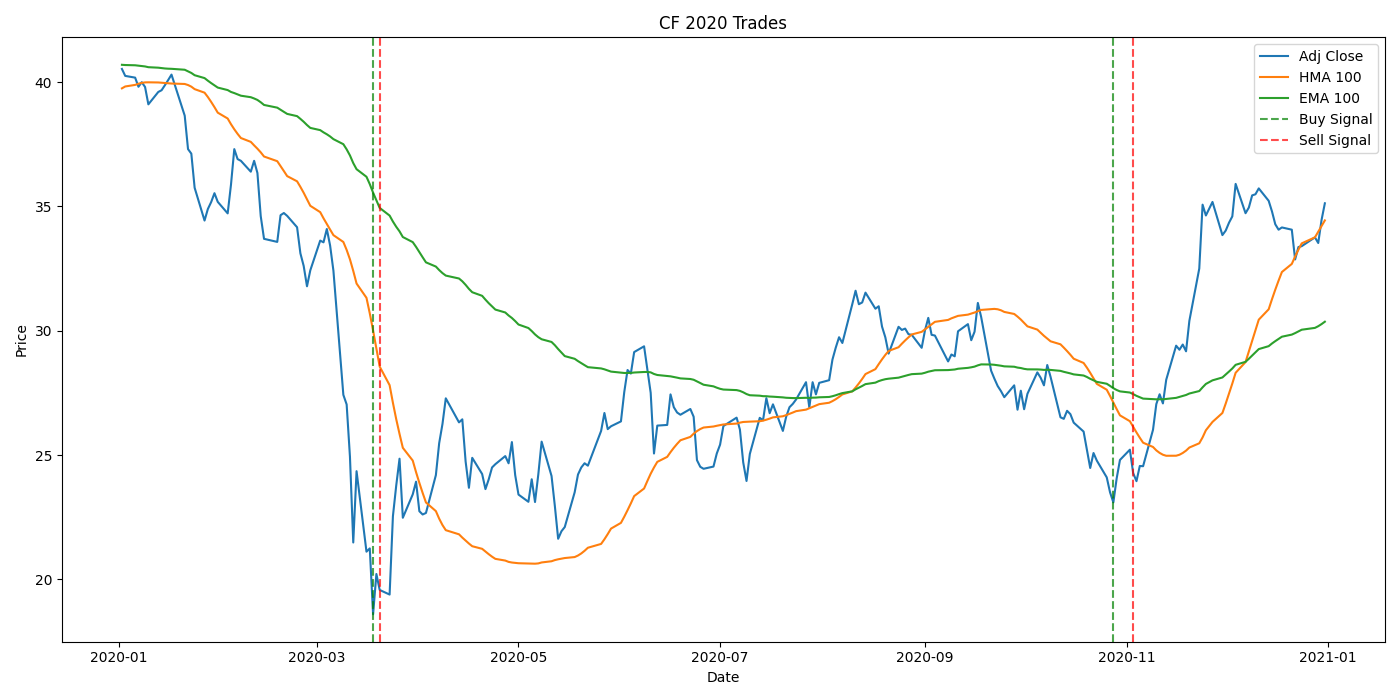 CF 2020 Trades
Adj Close
HMA 100
EMA 100
Buy Signal
Sell Signal
Price
40
35
30
25
20
2020-01
2020-03
2020-05
2020-07
2020-09
2020-11
2021-01
Date